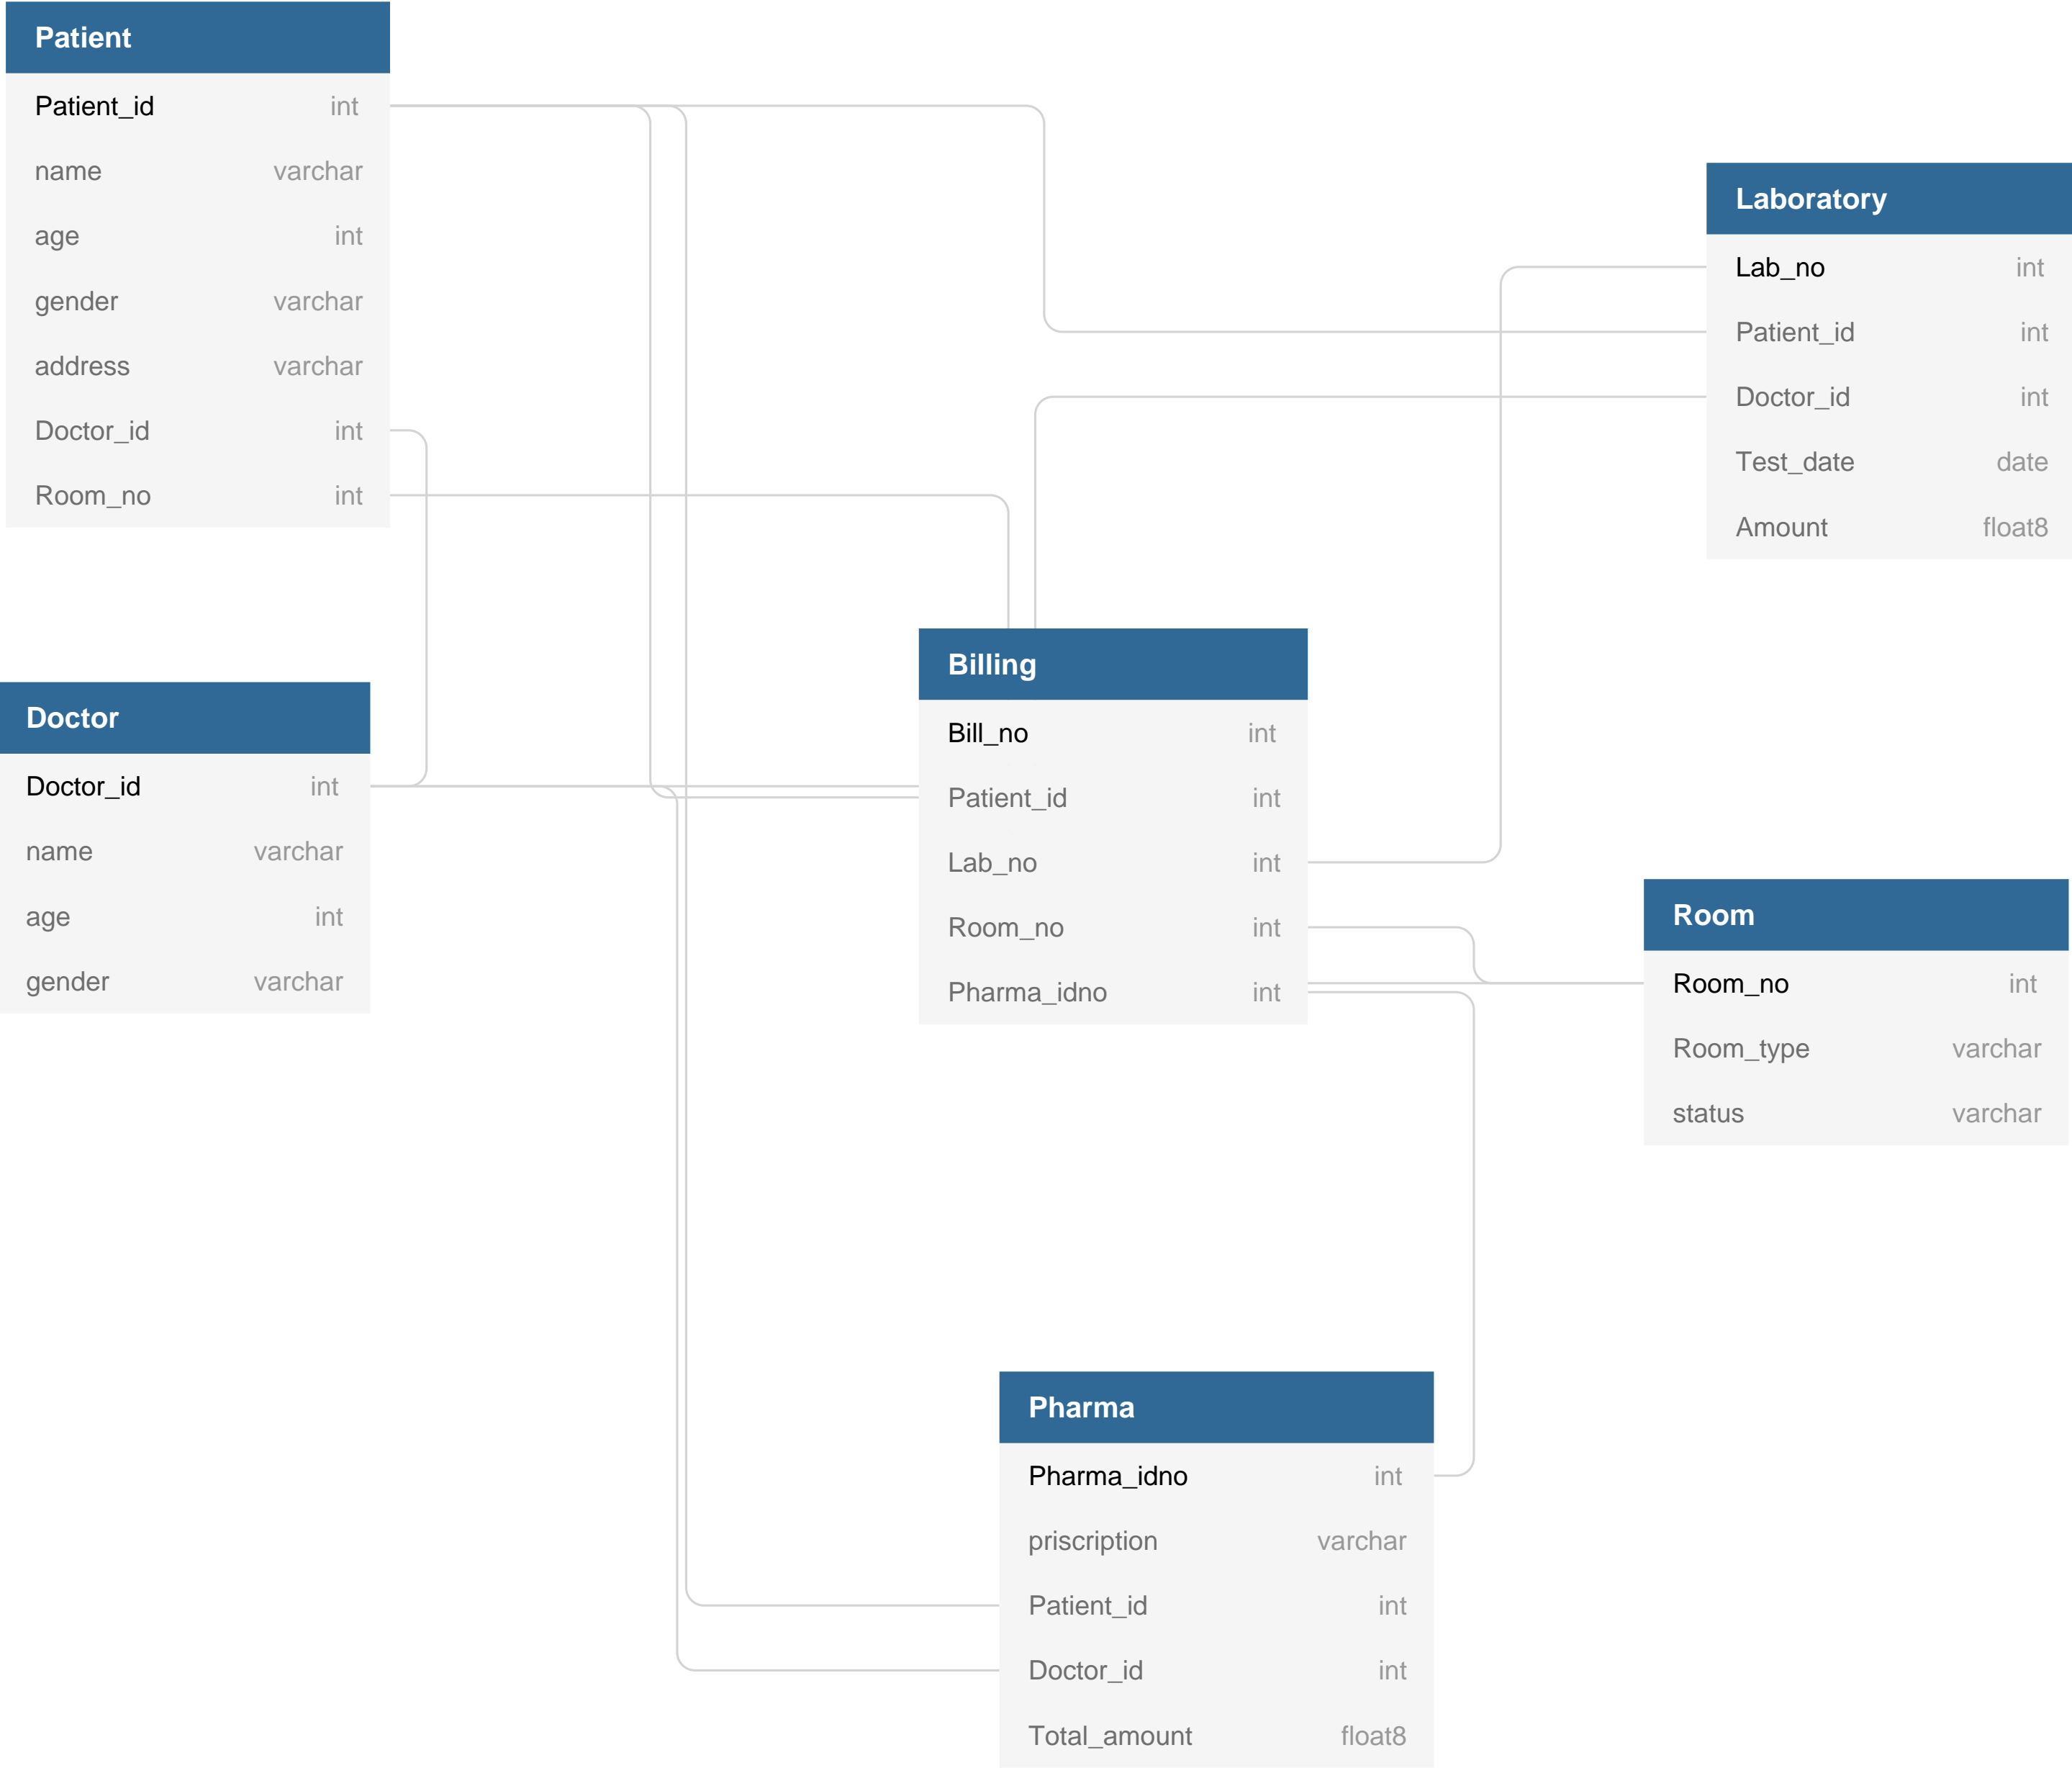 Patient
Patient_id int
name varchar
age int
gender varchar
address varchar
Doctor_id int
Room_no int
Laboratory
Lab_no int
Patient_id int
Doctor_id int
Test_date date
Amount float8
Billing
Bill_no int
Patient_id int
Lab_no int
Room_no int
Pharma_idno int
Doctor
Doctor_id int
name varchar
age int
gender varchar
Room
Room_no int
Room_type varchar
status varchar
Pharma
Pharma_idno int
priscription varchar
Patient_id int
Doctor_id int
Total_amount float8